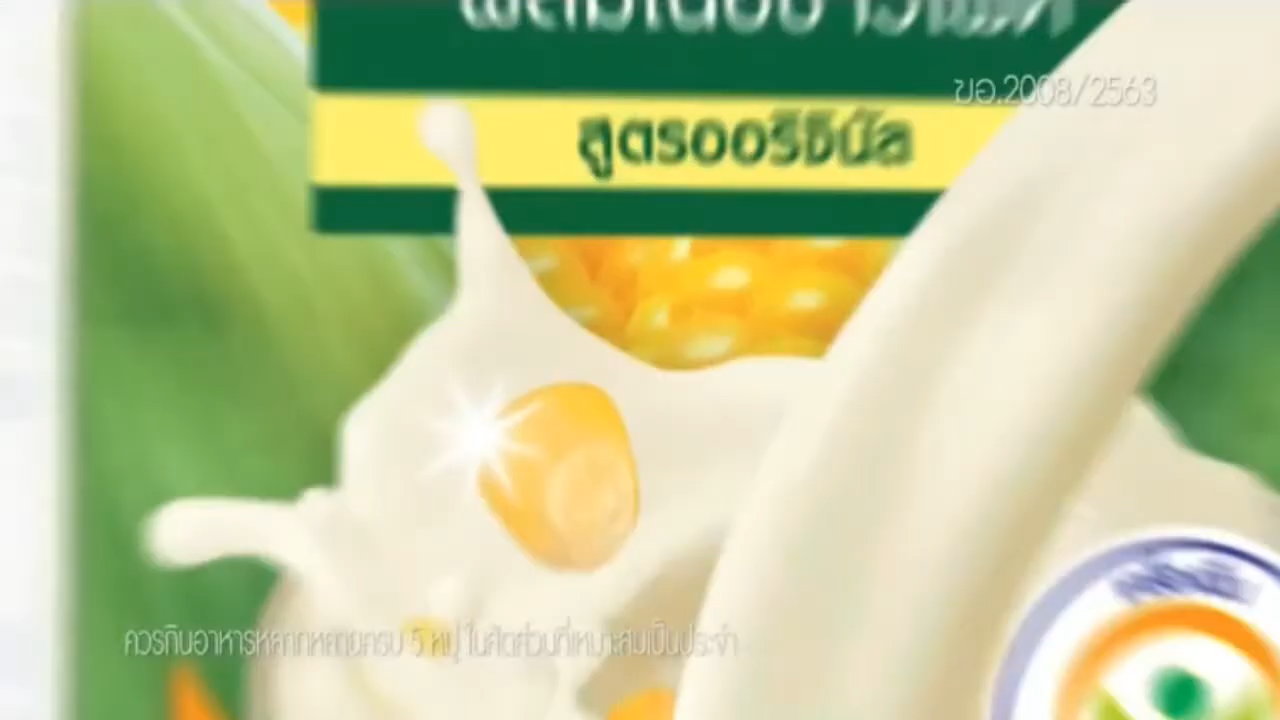 ฆอ.2008/2563
สูตรออริจินัล
ควรกินอาหารหลากหลายครบ 5 หมู่ ในสัดส่วนที่เหมาะสมเป็นประจำ